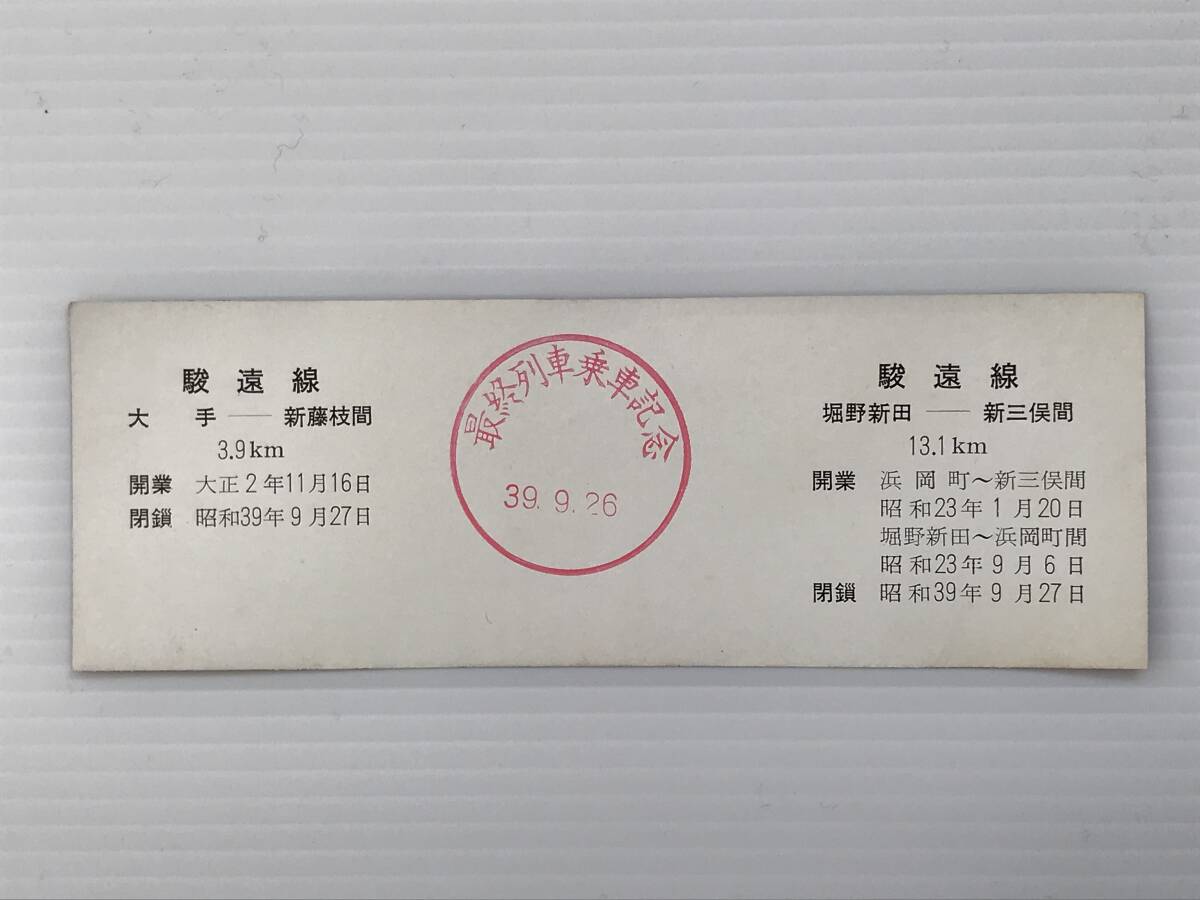 駿遠線
大手――新藤枝間
3.9km
開業 大正2年11月16日
閉鎖 昭和39年9月27日
最終列車乗車記念
39.9.26
駿遠線
堀野新田――新三俣間
13.1km
開業 浜岡町～新三俣間
昭和23年1月20日
堀野新田～浜岡町間
昭和23年9月6日
閉鎖 昭和39年9月27日